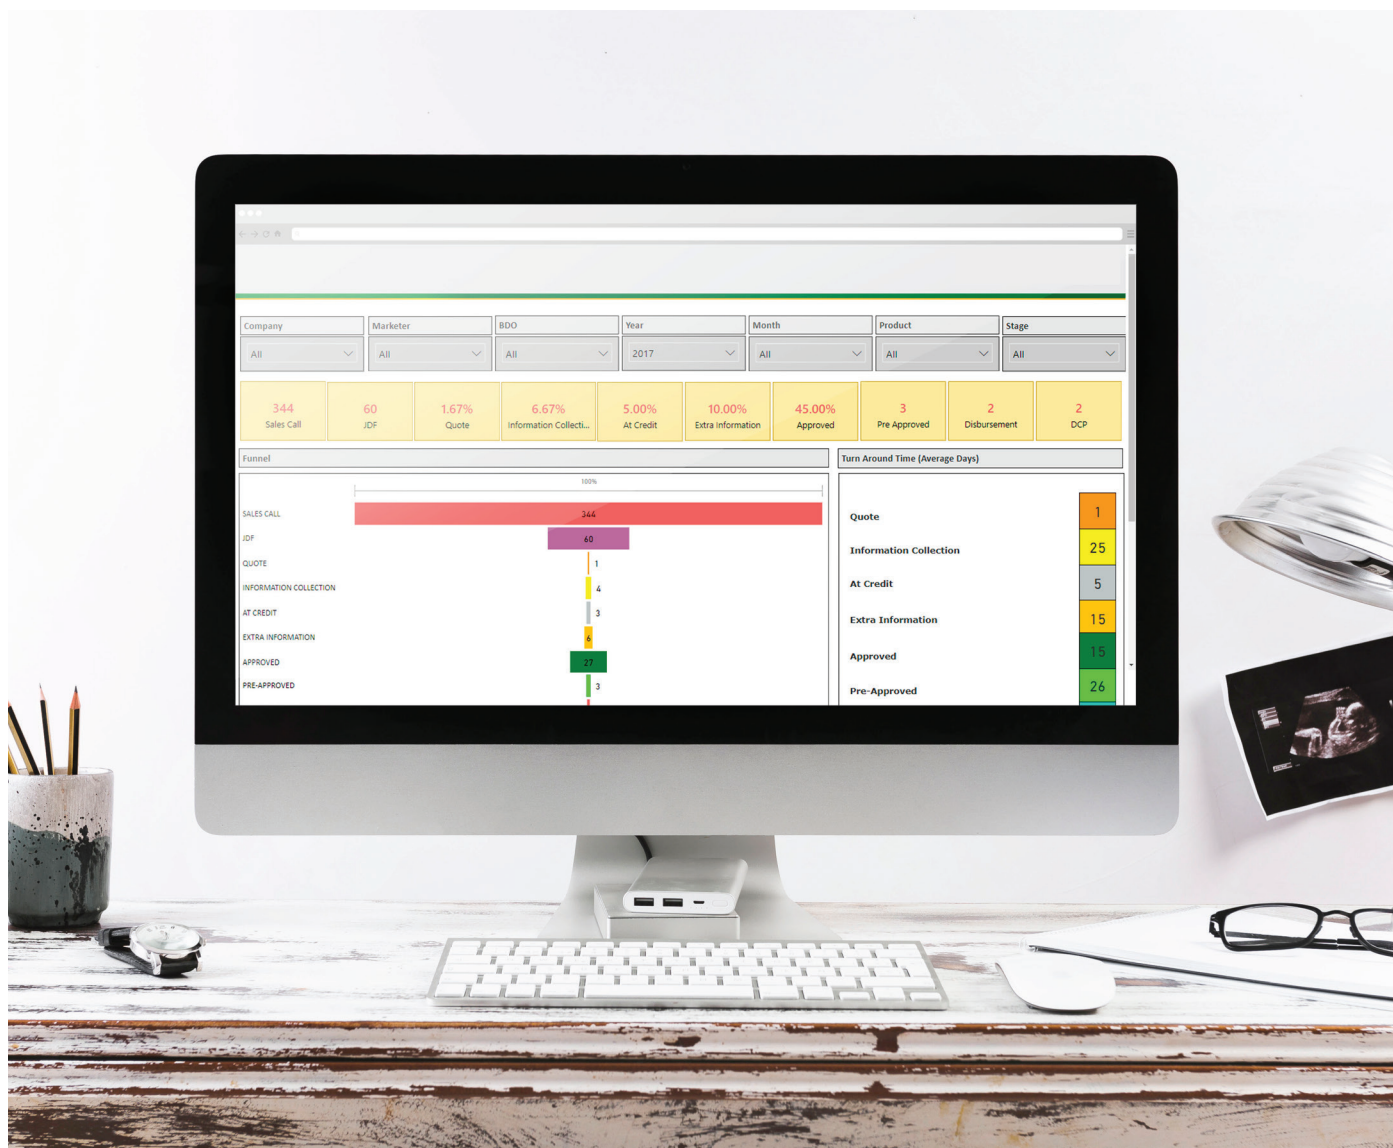 Company Marketer BDO Year Month Product Stage
All All All 2017 All All All
344 60 1.67% 6.67% 5.00% 10.00% 45.00% 3 2 2
Sales Call JDF Quote Information Collecti... At Credit Extra Information Approved Pre Approved Disbursement DCP
Funnel
100%
SALES CALL 344
JDF 60
QUOTE 1
INFORMATION COLLECTION 4
AT CREDIT 3
EXTRA INFORMATION 6
APPROVED 27
PRE-APPROVED 3
Turn Around Time (Average Days)
Quote 1
Information Collection 25
At Credit 5
Extra Information 15
Approved 15
Pre-Approved 26